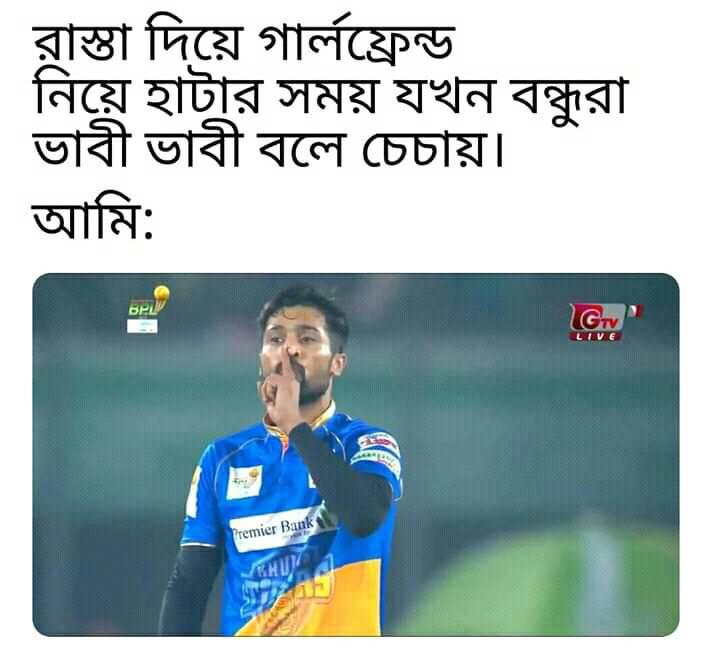 রাস্তা দিয়ে গার্লফ্রেন্ড
নিয়ে হাটার সময় যখন বন্ধুরা
ভাবী ভাবী বলে চেচায়।
আমি:
BPL
GTV
LIVE
Premier Bank
KHULNA
TIGERS